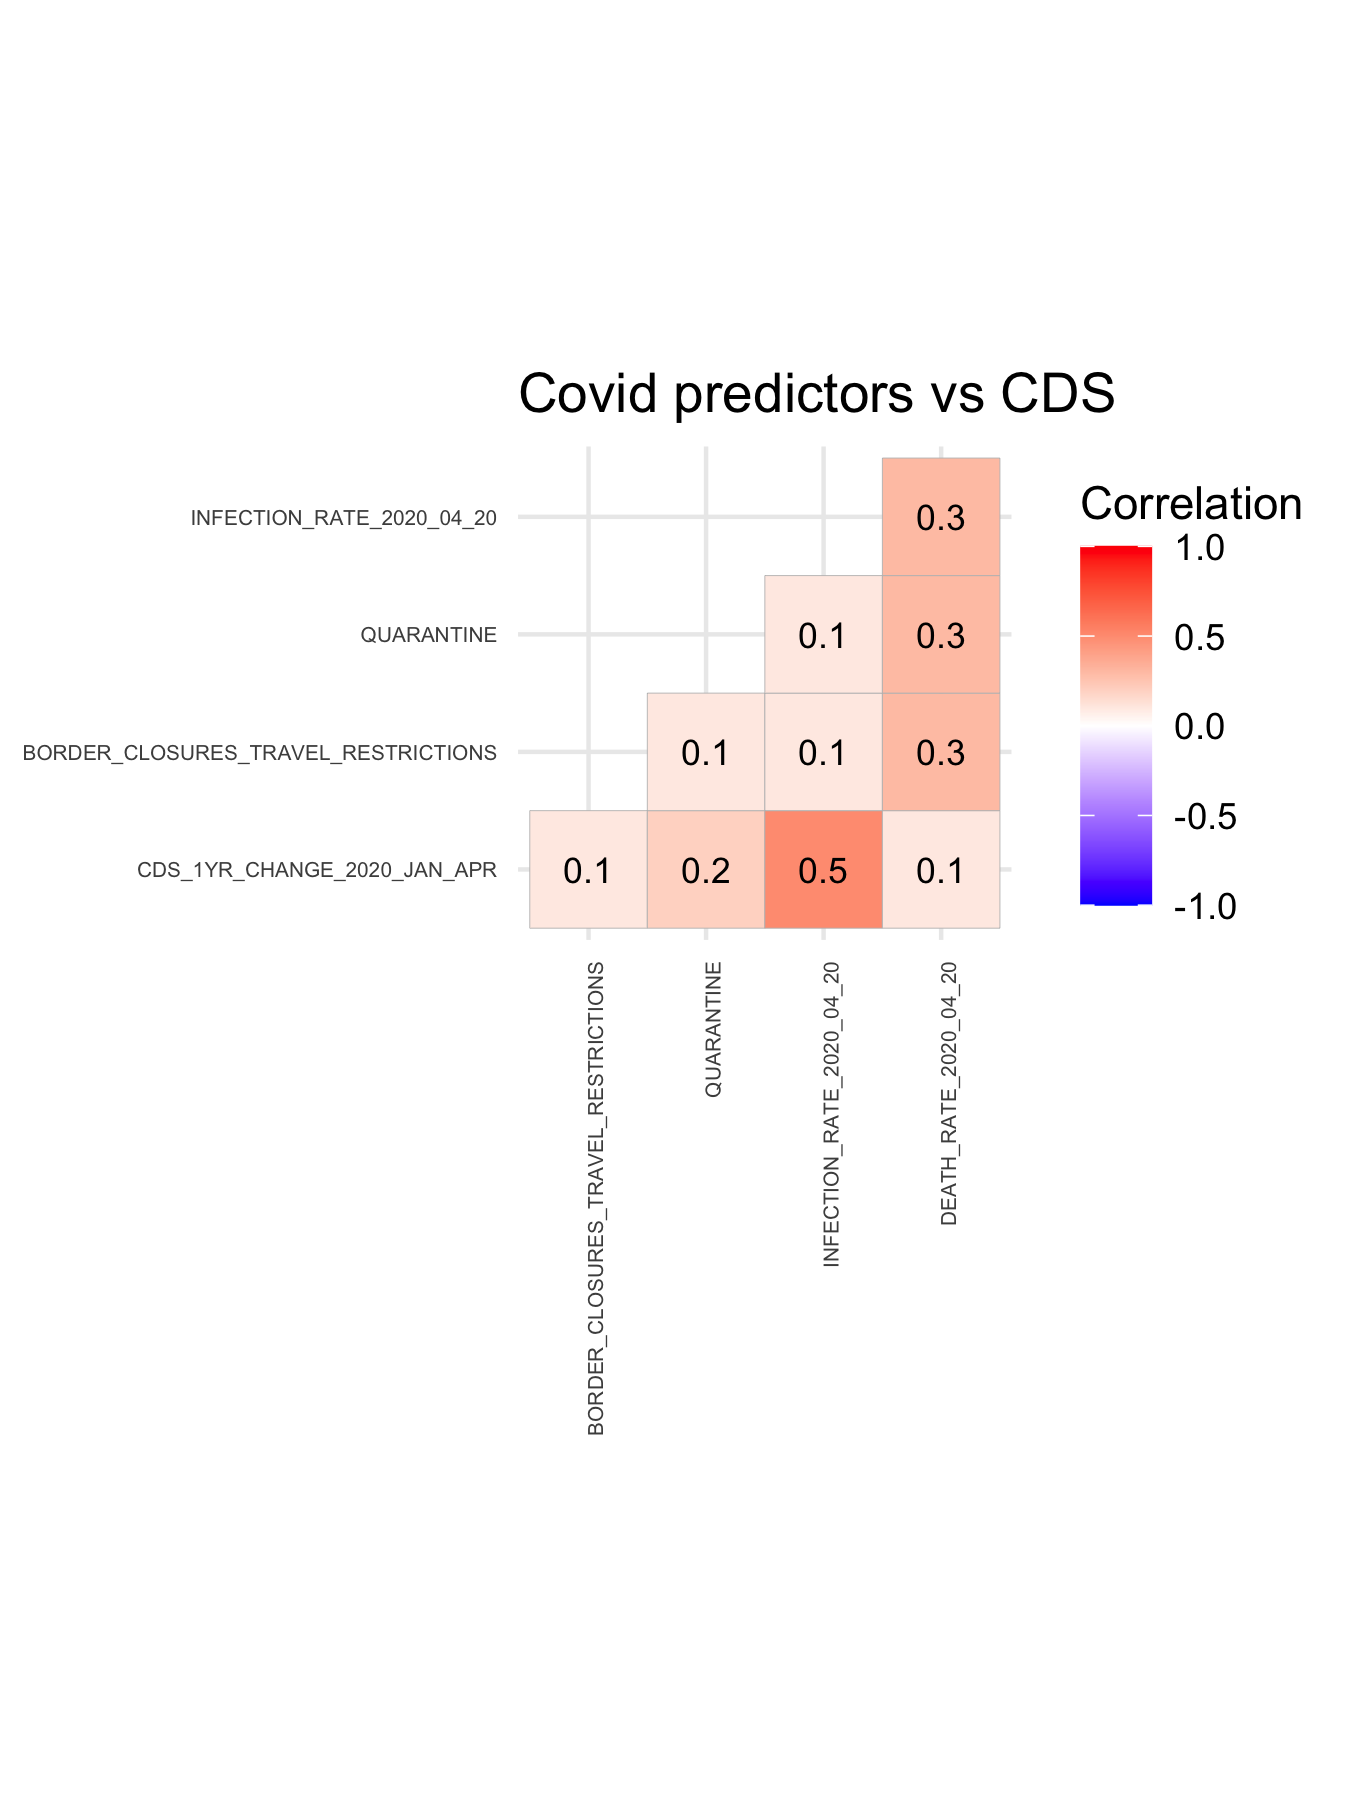 Covid predictors vs CDS
INFECTION_RATE_2020_04_20
0.3
QUARANTINE
0.1
0.3
BORDER_CLOSURES_TRAVEL_RESTRICTIONS
0.1
0.1
0.3
CDS_1YR_CHANGE_2020_JAN_APR
0.1
0.2
0.5
0.1
BORDER_CLOSURES_TRAVEL_RESTRICTIONS
QUARANTINE
INFECTION_RATE_2020_04_20
DEATH_RATE_2020_04_20
Correlation
1.0
0.5
0.0
-0.5
-1.0